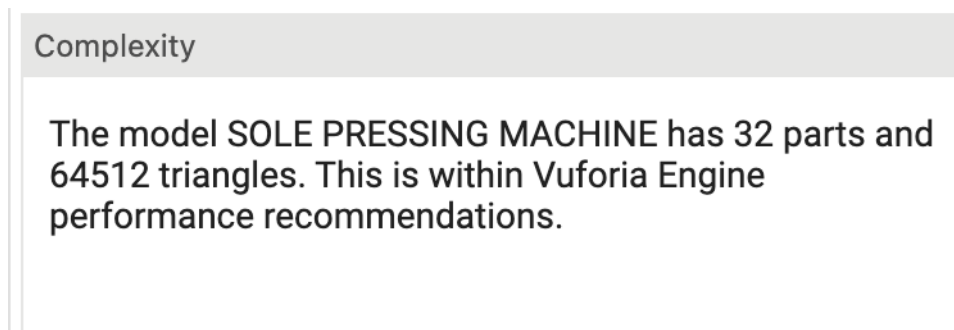 Complexity
The model SOLE PRESSING MACHINE has 32 parts and
64512 triangles. This is within Vuforia Engine
performance recommendations.